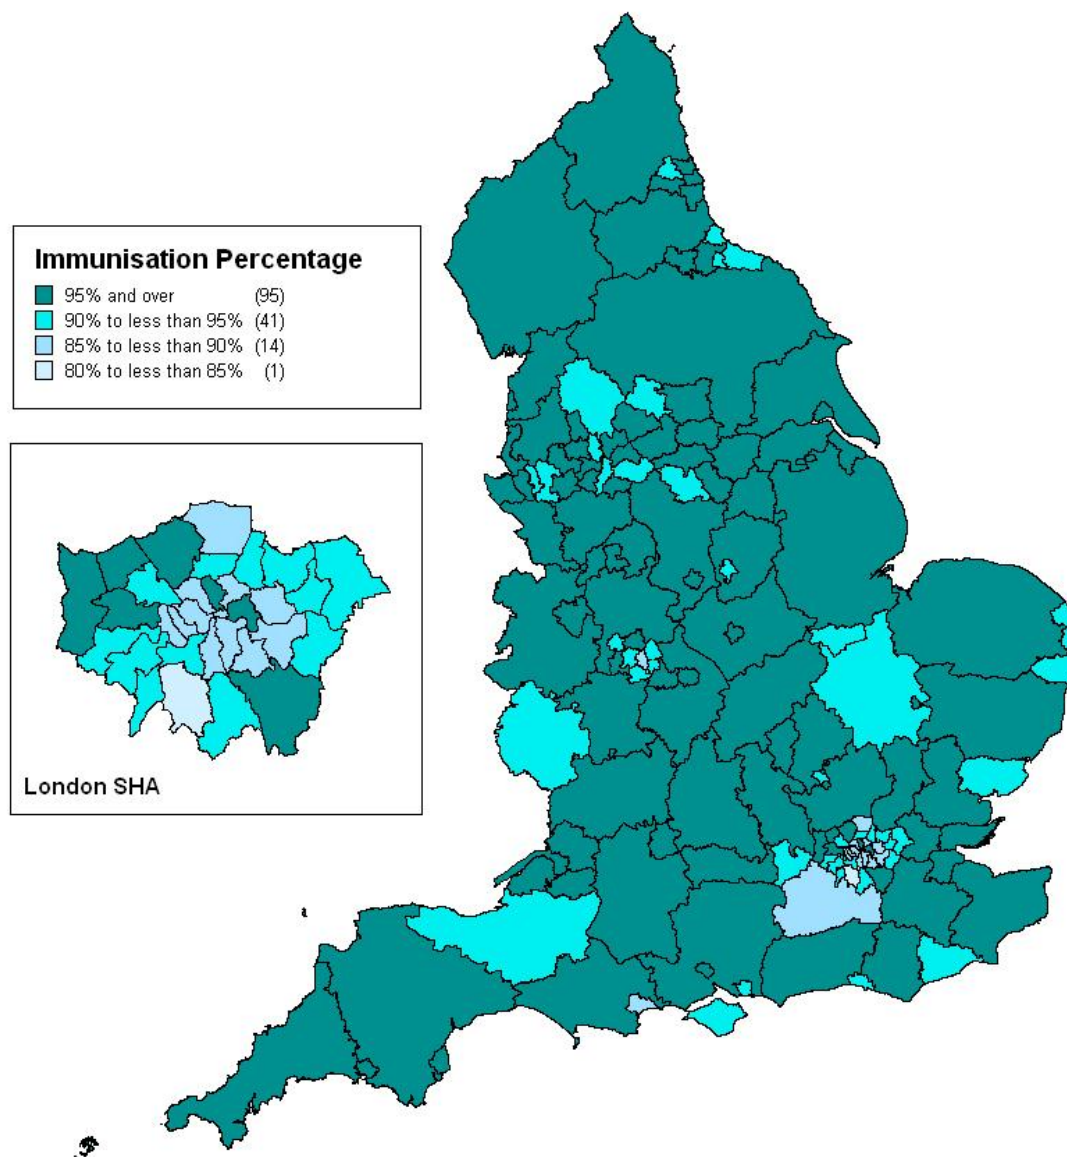 Immunisation Percentage
95% and over (95)
90% to less than 95% (41)
85% to less than 90% (14)
80% to less than 85% (1)
London SHA